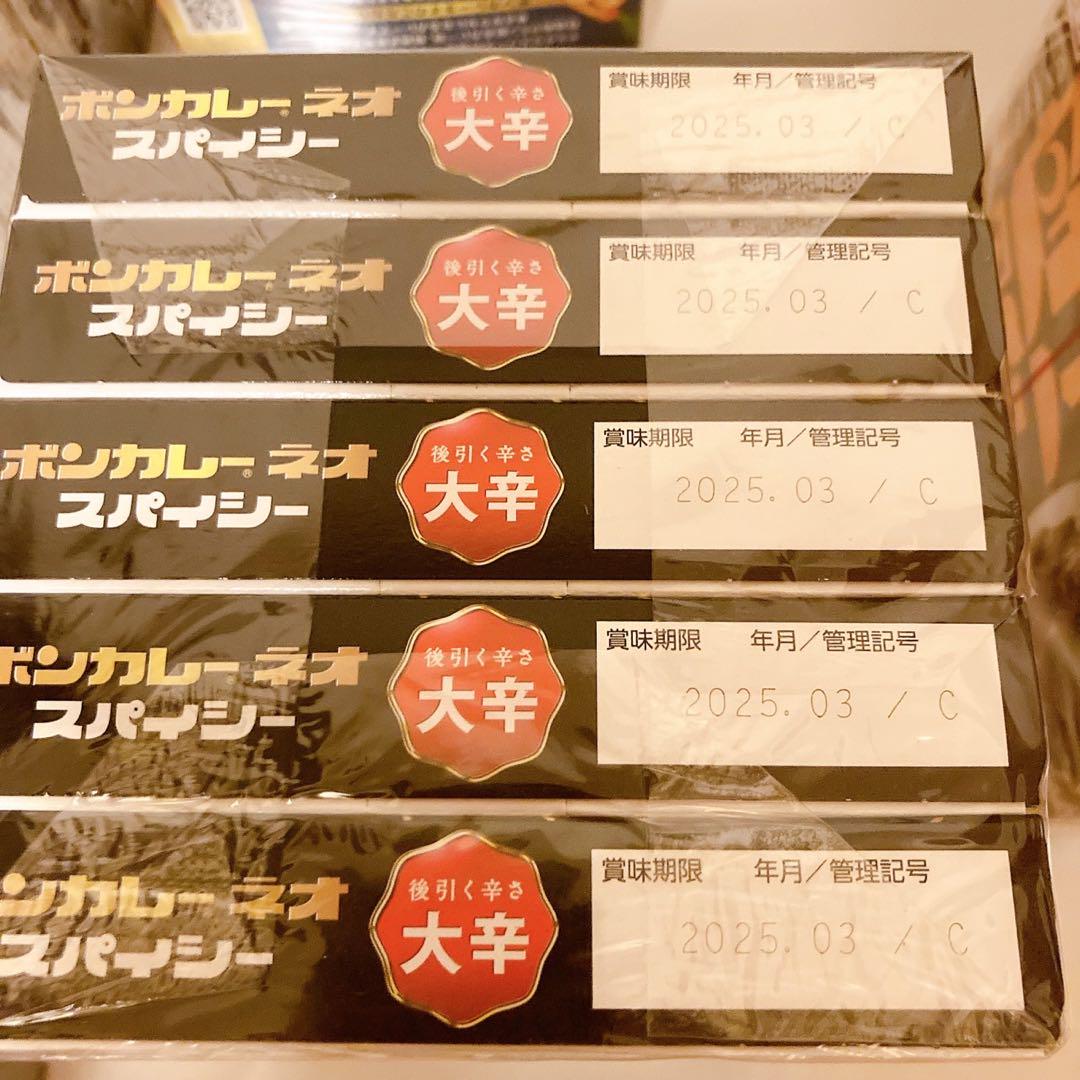 ボンカレー®ネオ
スパイシー
後引く辛さ
大辛
賞味期限 年月／管理記号
2025.03 / C
ボンカレー®ネオ
スパイシー
後引く辛さ
大辛
賞味期限 年月／管理記号
2025.03 / C
ボンカレー®ネオ
スパイシー
後引く辛さ
大辛
賞味期限 年月／管理記号
2025.03 / C
ボンカレー®ネオ
スパイシー
後引く辛さ
大辛
賞味期限 年月／管理記号
2025.03 / C
ンカレー®ネオ
スパイシー
後引く辛さ
大辛
賞味期限 年月／管理記号
2025.03 / C